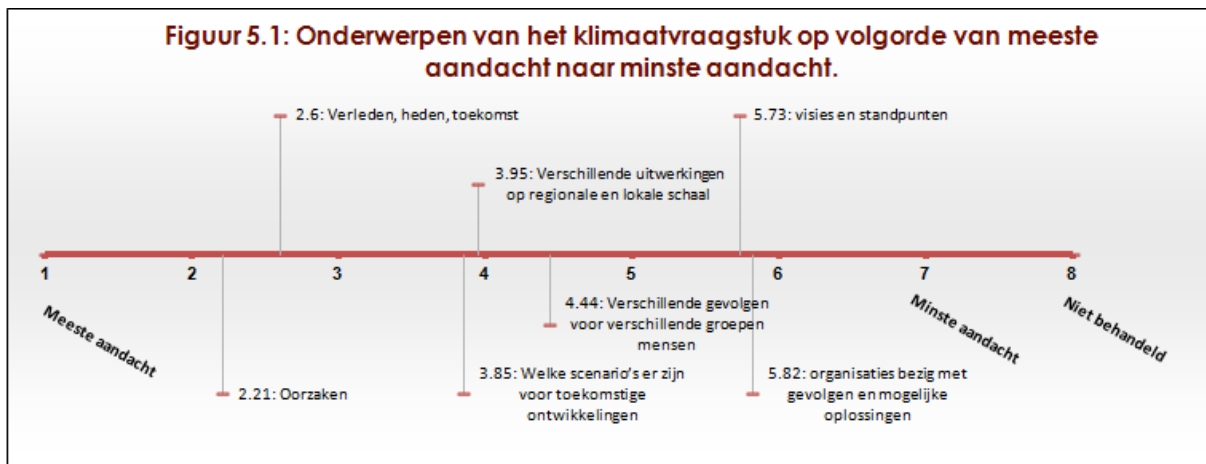 Figuur 5.1: Onderwerpen van het klimaatvraagstuk op volgorde van meeste
aandacht naar minste aandacht.
2.6: Verleden, heden, toekomst
5.73: visies en standpunten
3.95: Verschillende uitwerkingen
op regionale en lokale schaal
1 2 3 4 5 6 7 8
Meeste aandacht
4.44: Verschillende gevolgen
voor verschillende groepen
mensen
Minste aandacht
Niet behandeld
2.21: Oorzaken
3.85: Welke scenario's er zijn
voor toekomstige
ontwikkelingen
5.82: organisaties bezig met
gevolgen en mogelijke
oplossingen